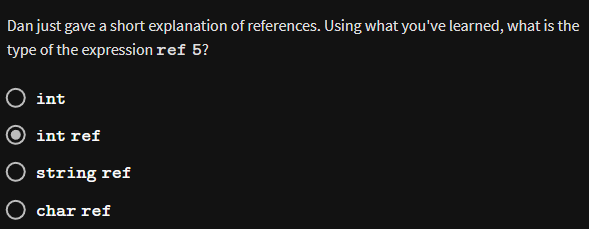 Dan just gave a short explanation of references. Using what you've learned, what is the
type of the expression ref 5?
int
int ref
string ref
char ref